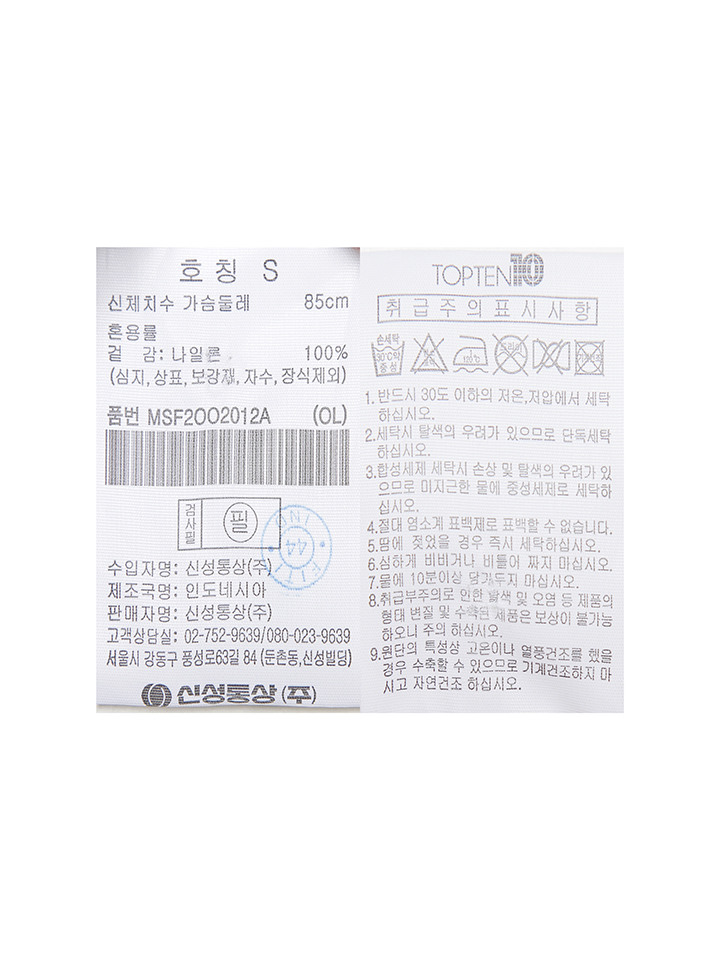 호칭 S
신체치수 가슴둘레 85cm
혼용률
겉 감: 나일론 100%
(심지, 상표, 보강재, 자수, 장식제외)
품번 MSF2OO2012A (OL)
검사필 필
수입자명: 신성통상(주)
제조국명: 인도네시아
판매자명: 신성통상(주)
고객상담실: 02-752-9639/080-023-9639
서울시 강동구 풍성로63길 84 (둔촌동,신성빌딩)
신성통상(주)
44
TOPTEN10
취급주의표시사항
손세탁
30℃약
중성
1. 반드시 30도 이하의 저온,저압에서 세탁
하십시오.
2.세탁시 탈색의 우려가 있으므로 단독세탁
하십시오.
3.합성세제 세탁시 손상 및 탈색의 우려가 있
으므로 미지근한 물에 중성세제로 세탁하
십시오.
4.절대 염소계 표백제로 표백할 수 없습니다.
5.땀에 젖었을 경우 즉시 세탁하십시오.
6.심하게 비비거나 비틀어 짜지 마십시오.
7.물에 10분이상 담가두지 마십시오.
8.취급부주의로 인한 탈색 및 오염 등 제품의
형태 변질 및 수축된 제품은 보상이 불가능
하오니 주의 하십시오.
9.원단의 특성상 고온이나 열풍건조를 했을
경우 수축할 수 있으므로 기계건조하지 마
시고 자연건조 하십시오.